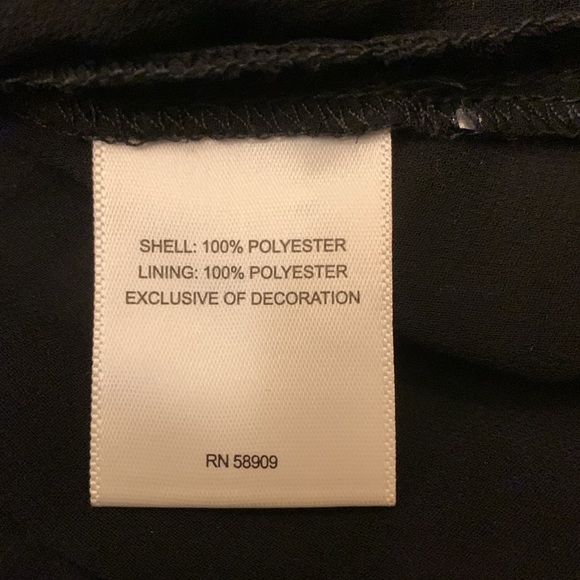 SHELL: 100% POLYESTER
LINING: 100% POLYESTER
EXCLUSIVE OF DECORATION
RN 58909